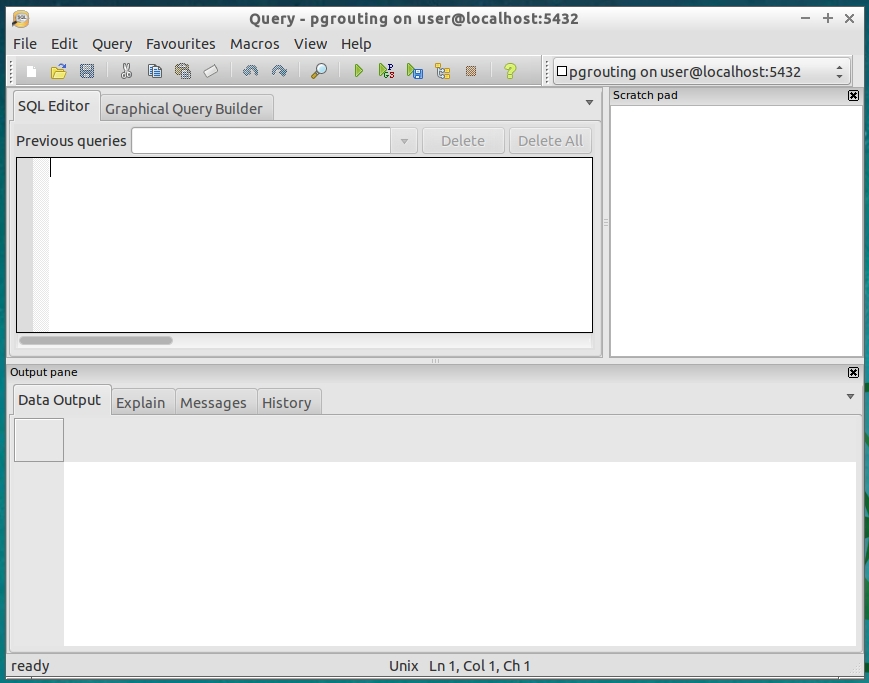 Query - pgrouting on user@localhost:5432
File Edit Query Favourites Macros View Help
pgrouting on user@localhost:5432
SQL Editor Graphical Query Builder
Scratch pad
Previous queries Delete Delete All
Output pane
Data Output Explain Messages History
ready Unix Ln 1, Col 1, Ch 1